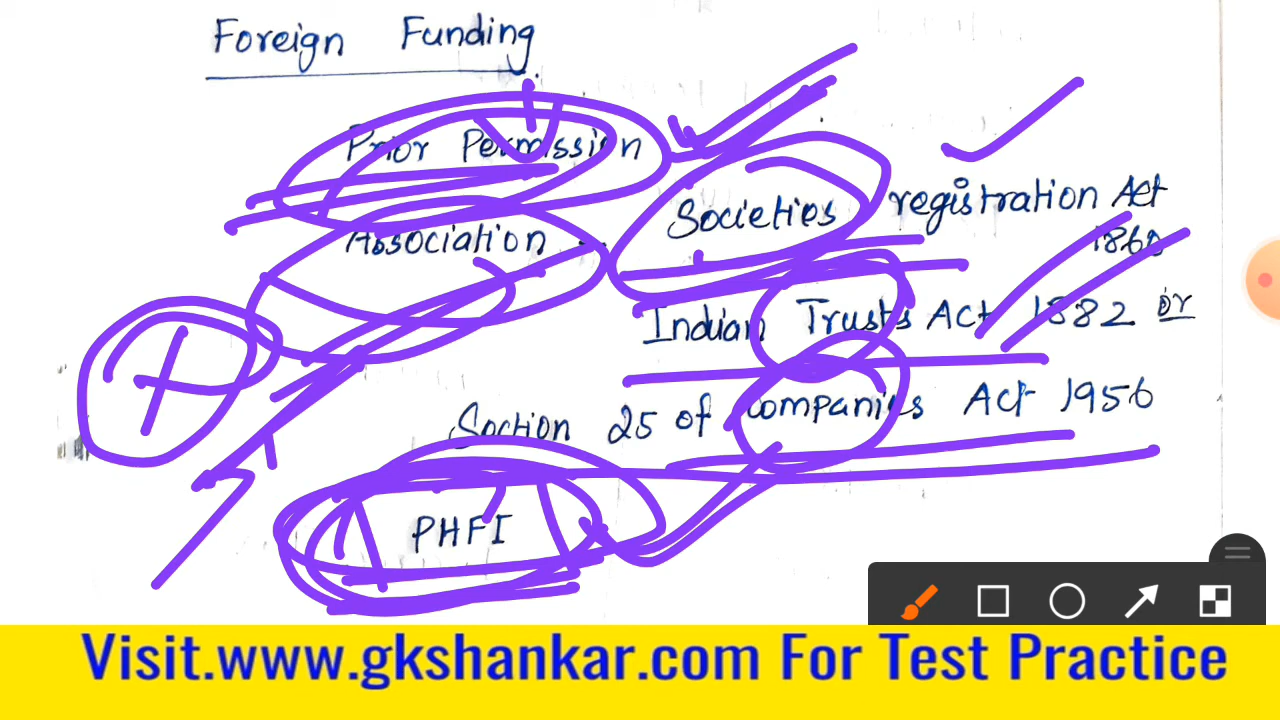 Foreign Funding
Prior Permission
Association - Societies registration Act 1860
Indian Trusts Act 1882 or
Section 25 of Companies Act 1956
PHFI
Visit.www.gkshankar.com For Test Practice